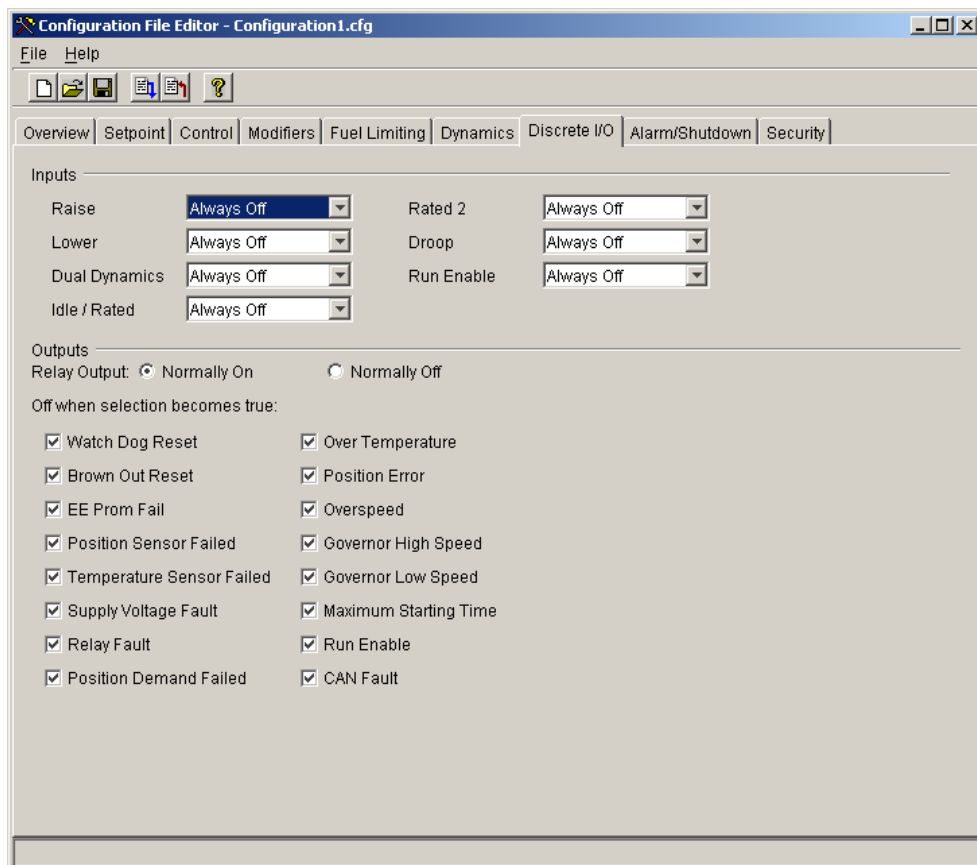 Configuration File Editor - Configuration1.cfg
File Help
Overview Setpoint Control Modifiers Fuel Limiting Dynamics Discrete I/O Alarm/Shutdown Security
Inputs
Raise Always Off Rated 2 Always Off
Lower Always Off Droop Always Off
Dual Dynamics Always Off Run Enable Always Off
Idle / Rated Always Off
Outputs
Relay Output: Normally On Normally Off
Off when selection becomes true:
Watch Dog Reset Over Temperature
Brown Out Reset Position Error
EE Prom Fail Overspeed
Position Sensor Failed Governor High Speed
Temperature Sensor Failed Governor Low Speed
Supply Voltage Fault Maximum Starting Time
Relay Fault Run Enable
Position Demand Failed CAN Fault